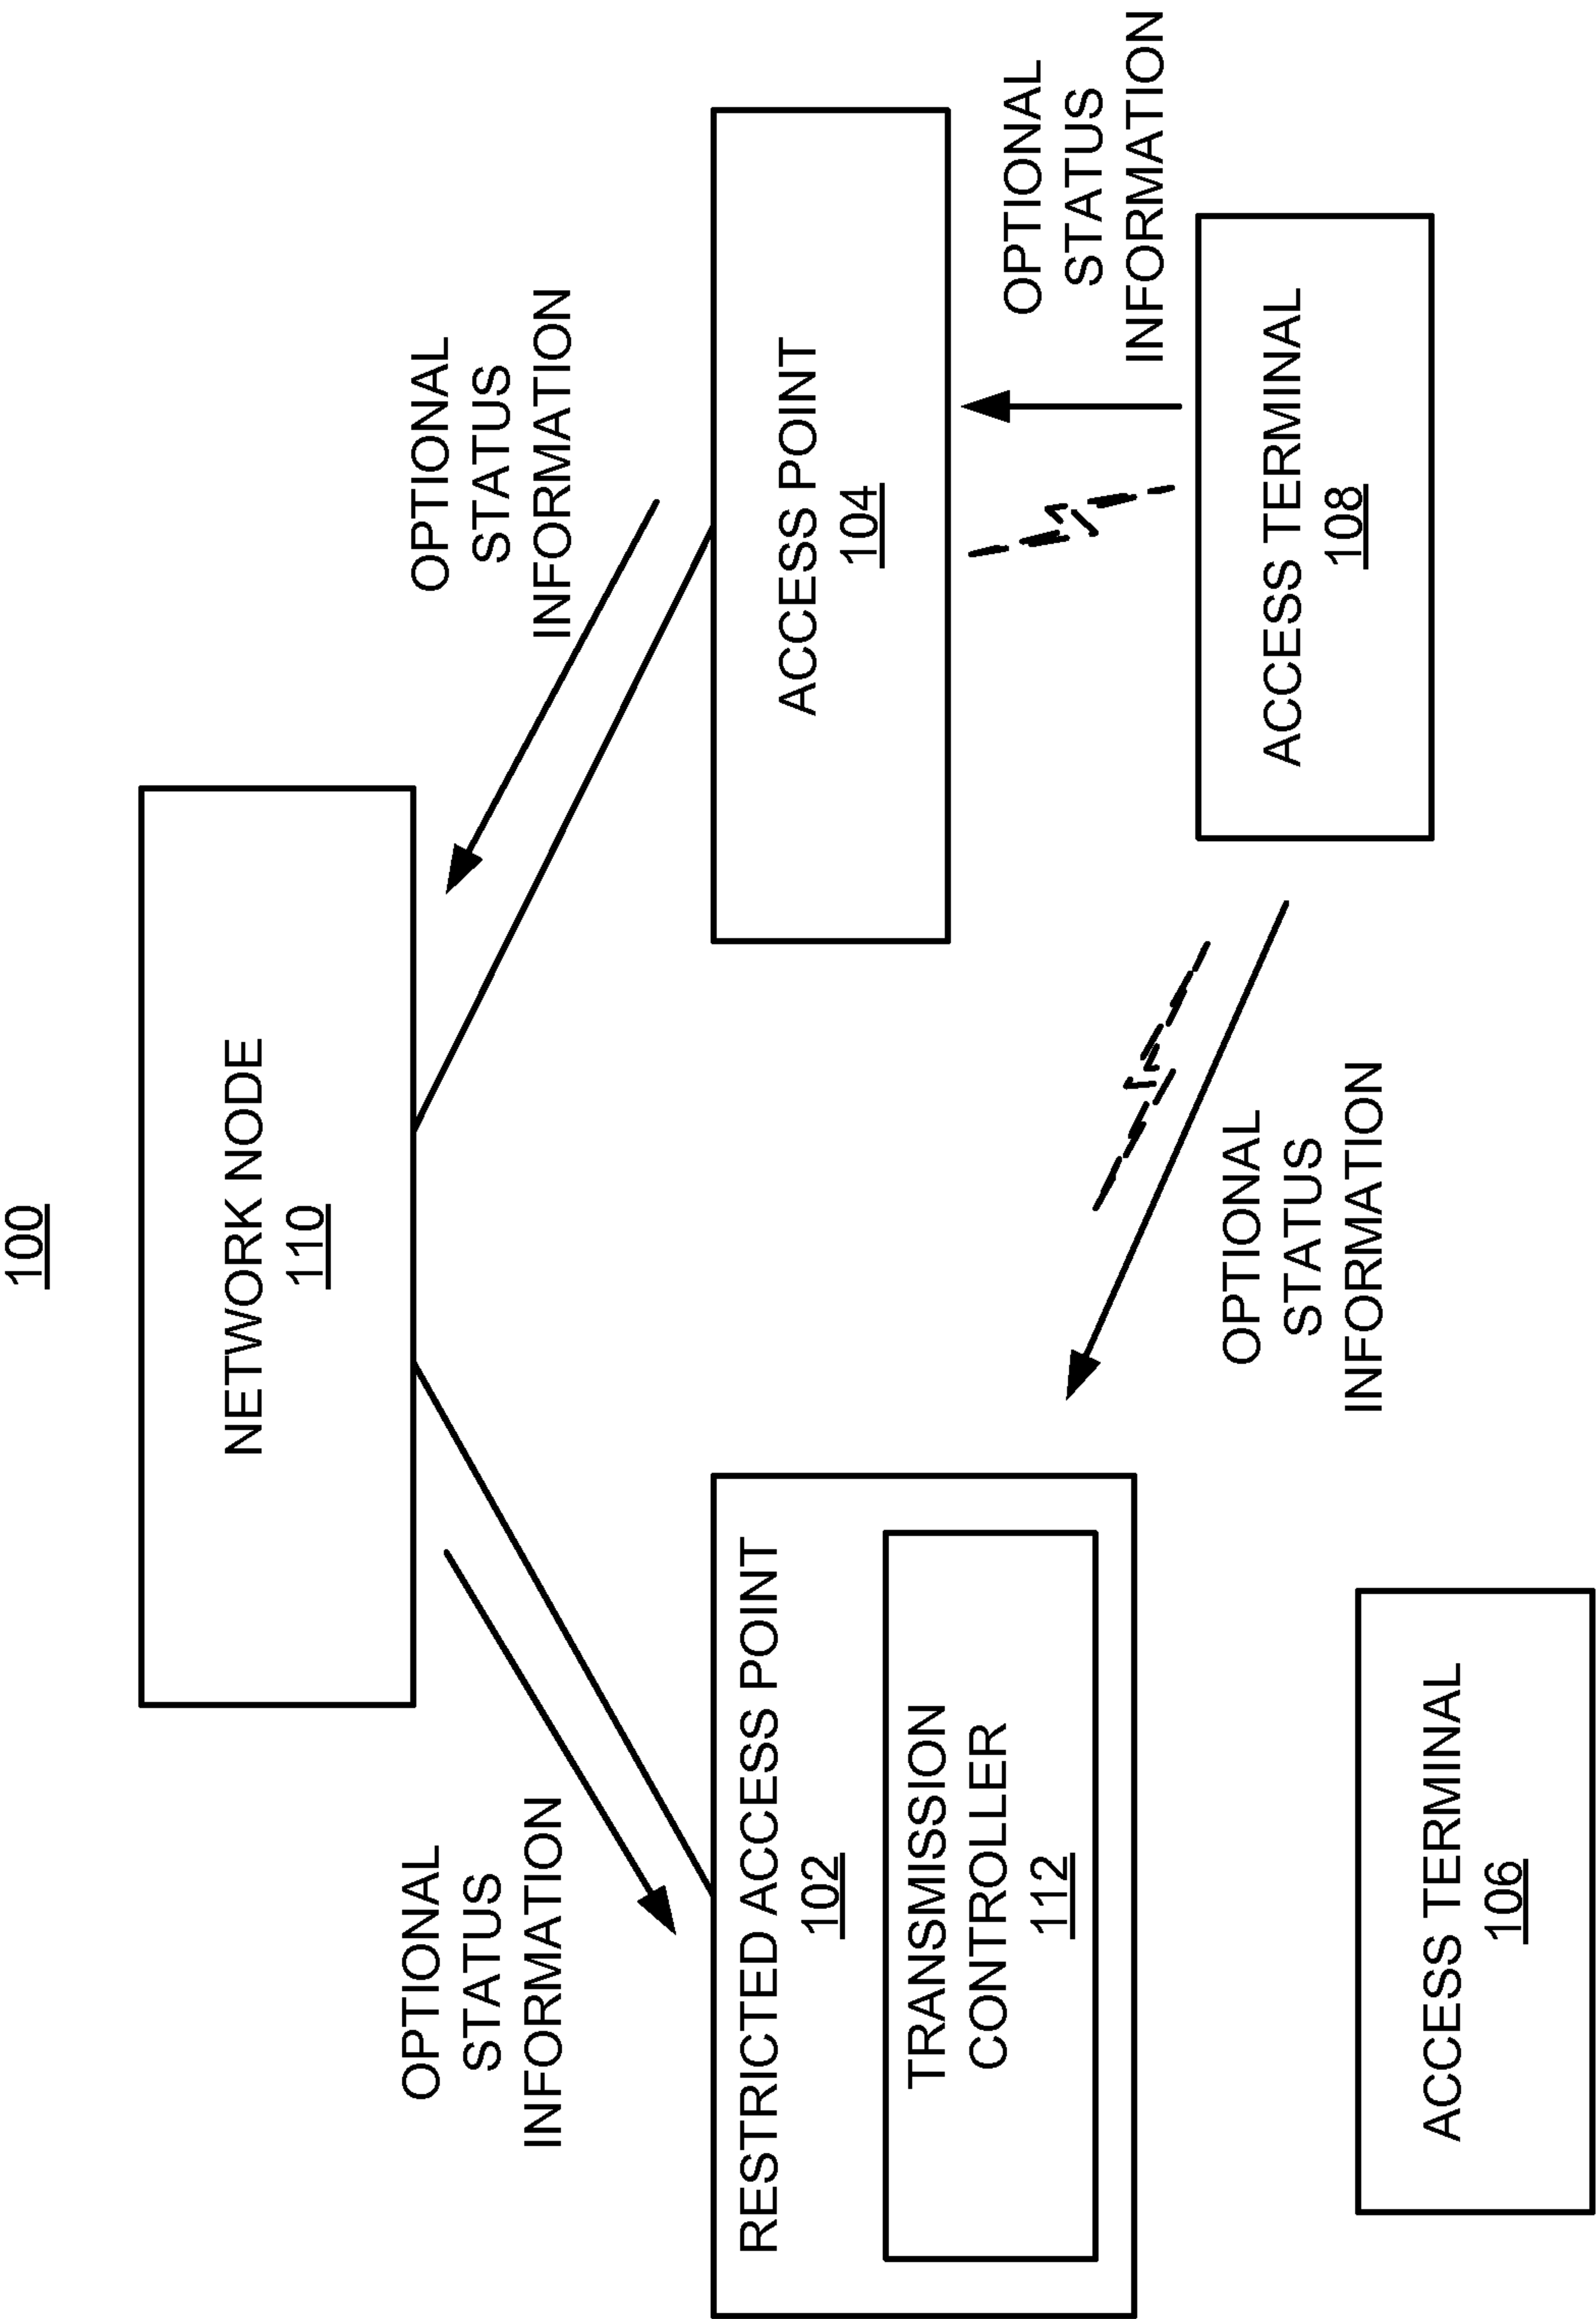 100
NETWORK NODE
110
OPTIONAL
STATUS
INFORMATION
OPTIONAL
STATUS
INFORMATION
RESTRICTED ACCESS POINT
102
TRANSMISSION
CONTROLLER
112
ACCESS POINT
104
OPTIONAL
STATUS
INFORMATION
OPTIONAL
STATUS
INFORMATION
ACCESS TERMINAL
108
ACCESS TERMINAL
106